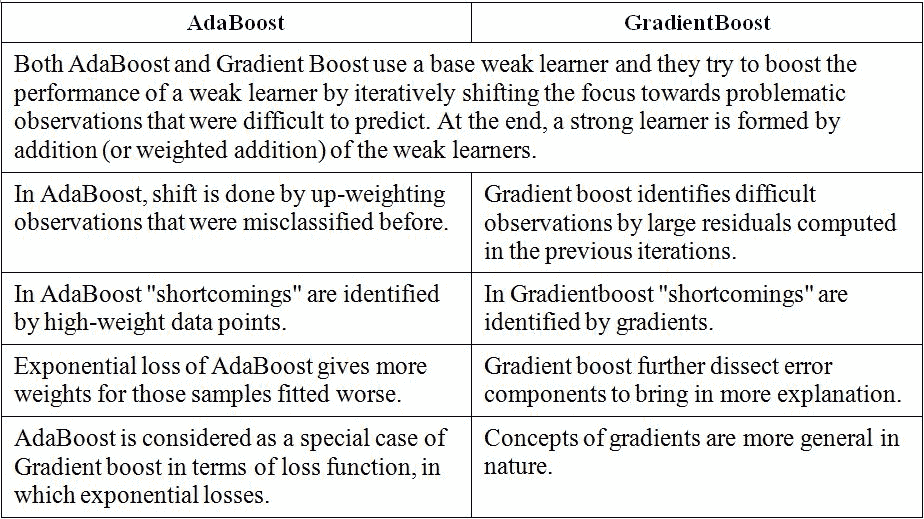 AdaBoost
GradientBoost
Both AdaBoost and Gradient Boost use a base weak learner and they try to boost the
performance of a weak learner by iteratively shifting the focus towards problematic
observations that were difficult to predict. At the end, a strong learner is formed by
addition (or weighted addition) of the weak learners.
In AdaBoost, shift is done by up-weighting
observations that were misclassified before.
Gradient boost identifies difficult
observations by large residuals computed
in the previous iterations.
In AdaBoost "shortcomings" are identified
by high-weight data points.
In Gradientboost "shortcomings" are
identified by gradients.
Exponential loss of AdaBoost gives more
weights for those samples fitted worse.
Gradient boost further dissect error
components to bring in more explanation.
AdaBoost is considered as a special case of
Gradient boost in terms of loss function, in
which exponential losses.
Concepts of gradients are more general in
nature.